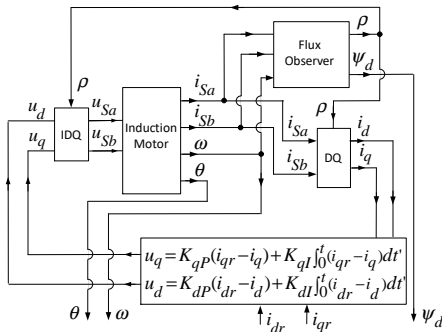 ρ
Flux
Observer
ψ_d
ρ
i_Sa
u_d
u_Sa
u_q
IDQ
u_Sb
Induction
Motor
i_Sb
ω
θ
ρ
i_Sa
i_Sb
DQ
i_d
i_q
u_q = K_qP(i_qr − i_q) + K_qI ∫_0^t (i_qr − i_q)dt'
u_d = K_dP(i_dr − i_d) + K_dI ∫_0^t (i_dr − i_d)dt'
θ
ω
i_dr
i_qr
ψ_d